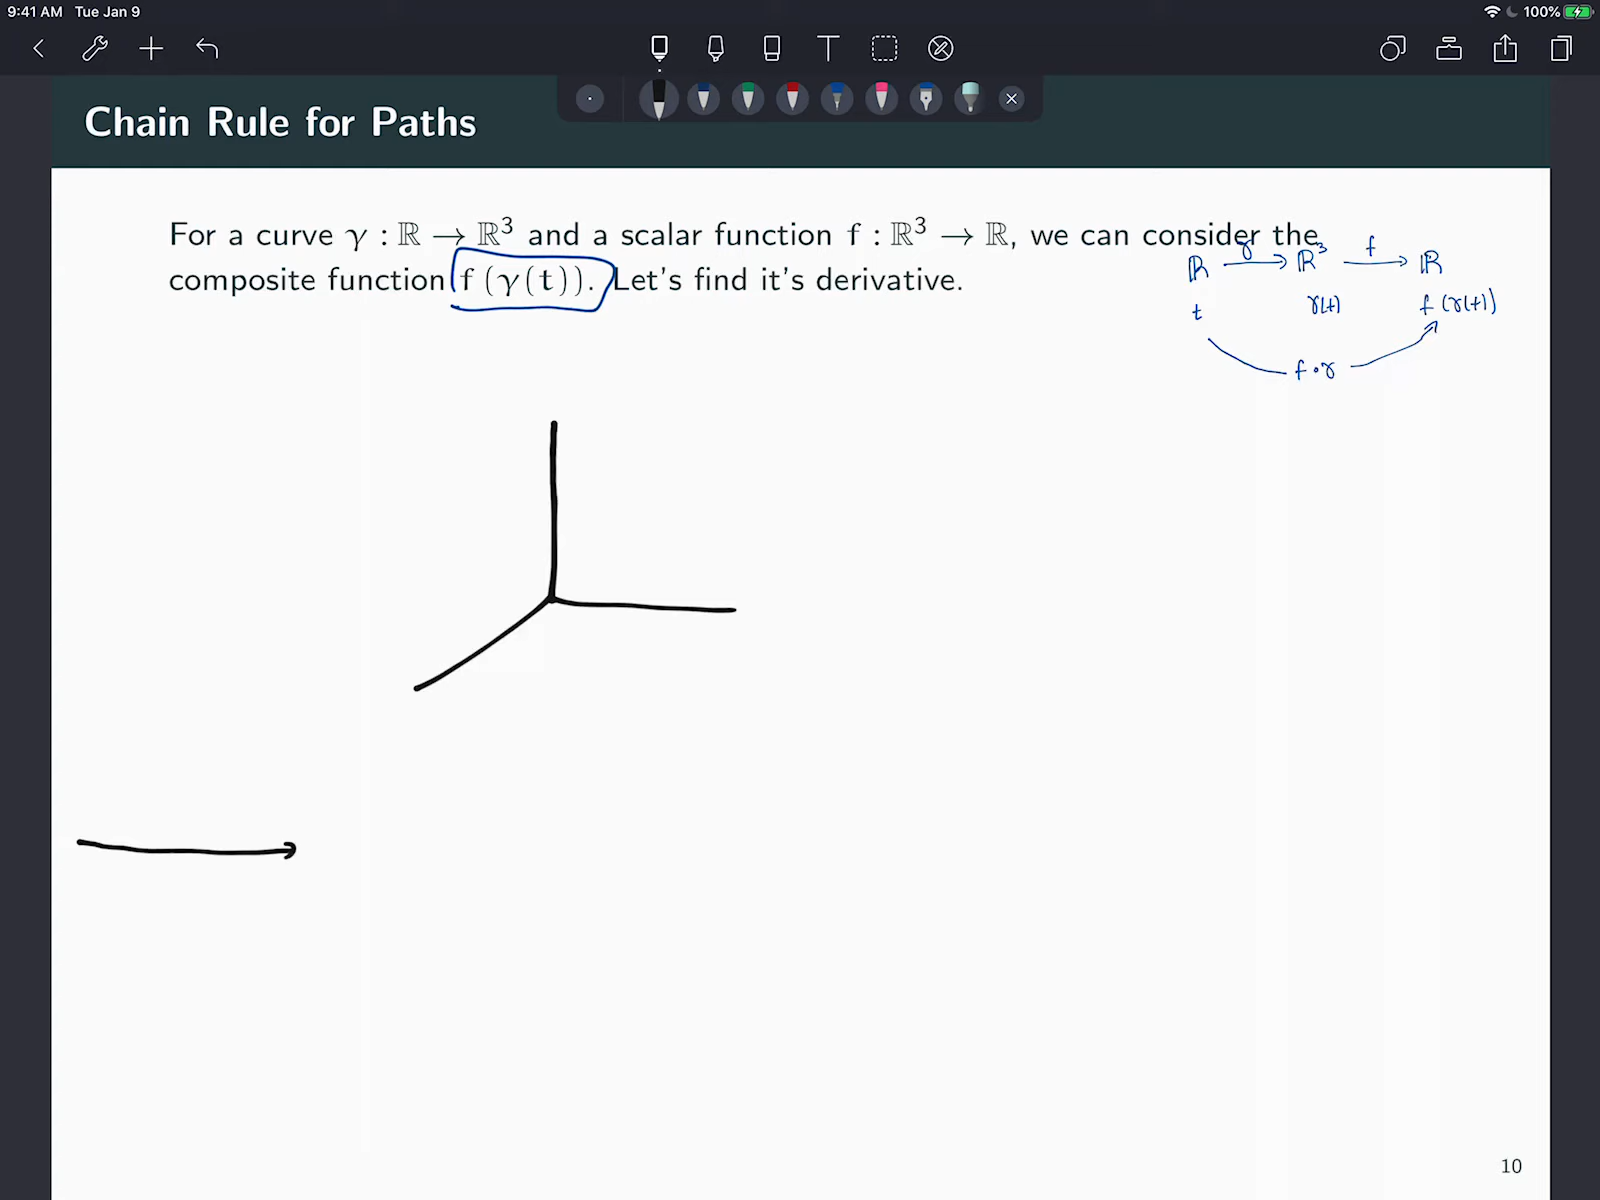 9:41 AM Tue Jan 9
100%
Chain Rule for Paths
For a curve γ : ℝ → ℝ³ and a scalar function f : ℝ³ → ℝ, we can consider the
composite function f (γ(t)). Let's find it's derivative.
γ f
ℝ → ℝ³ → ℝ
t γ(t) f (γ(t))
f∘γ
10